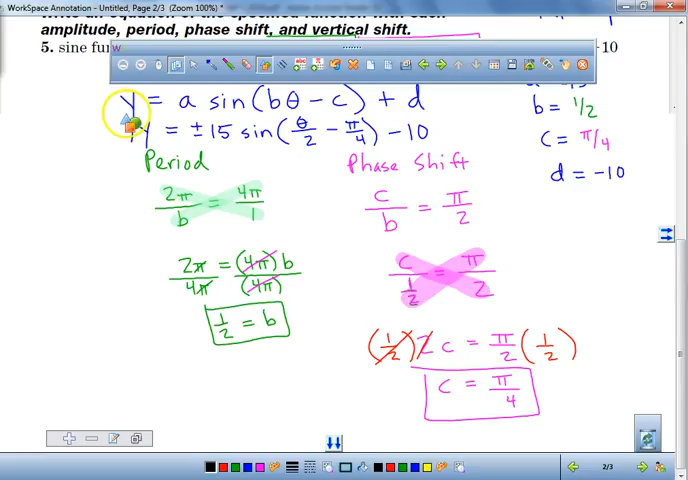 WorkSpace Annotation, Untitled, Page 2/3 (Zoom 100%) *
amplitude, period, phase shift, and vertical shift.
5. sine fun -10
y = a sin(bθ - c) + d
b = 1/2
y = ±15 sin(θ/2 - π/4) - 10
c = π/4
Period Phase Shift
d = -10
2π/b = 4π/1 c/b = π/2
2π/4π = (4π)b/(4π) c/(1/2) = π/2
1/2 = b
(1/2) 2 c = π/2 (1/2)
c = π/4
2/3